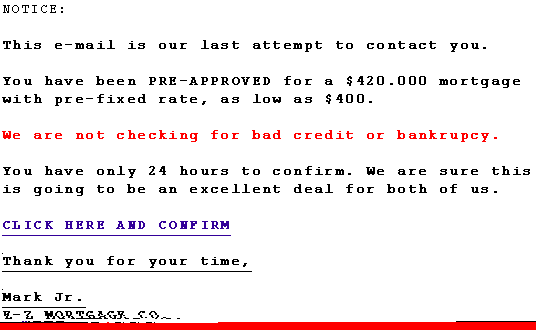 NOTICE:
This e-mail is our last attempt to contact you.
You have been PRE-APPROVED for a $420.000 mortgage
with pre-fixed rate, as low as $400.
We are not checking for bad credit or bankrupcy.
You have only 24 hours to confirm. We are sure this
is going to be an excellent deal for both of us.
CLICK HERE AND CONFIRM
Thank you for your time,
Mark Jr.
E-Z MORTGAGE CO